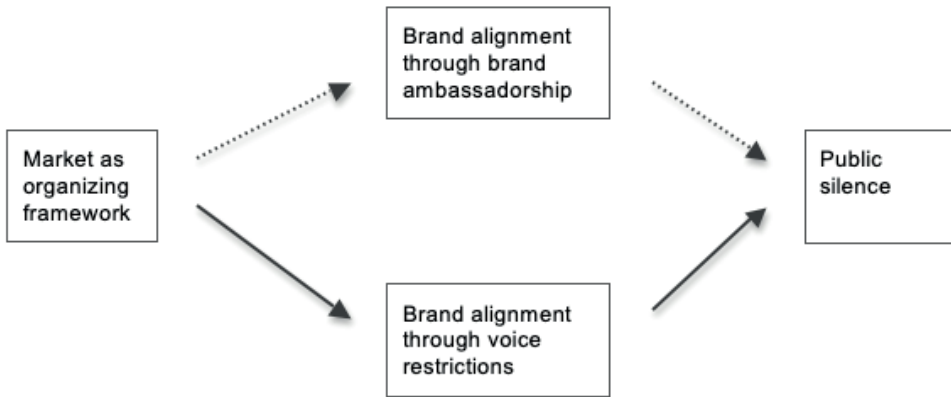 Brand alignment
through brand
ambassadorship
Market as
organizing
framework
Public
silence
Brand alignment
through voice
restrictions